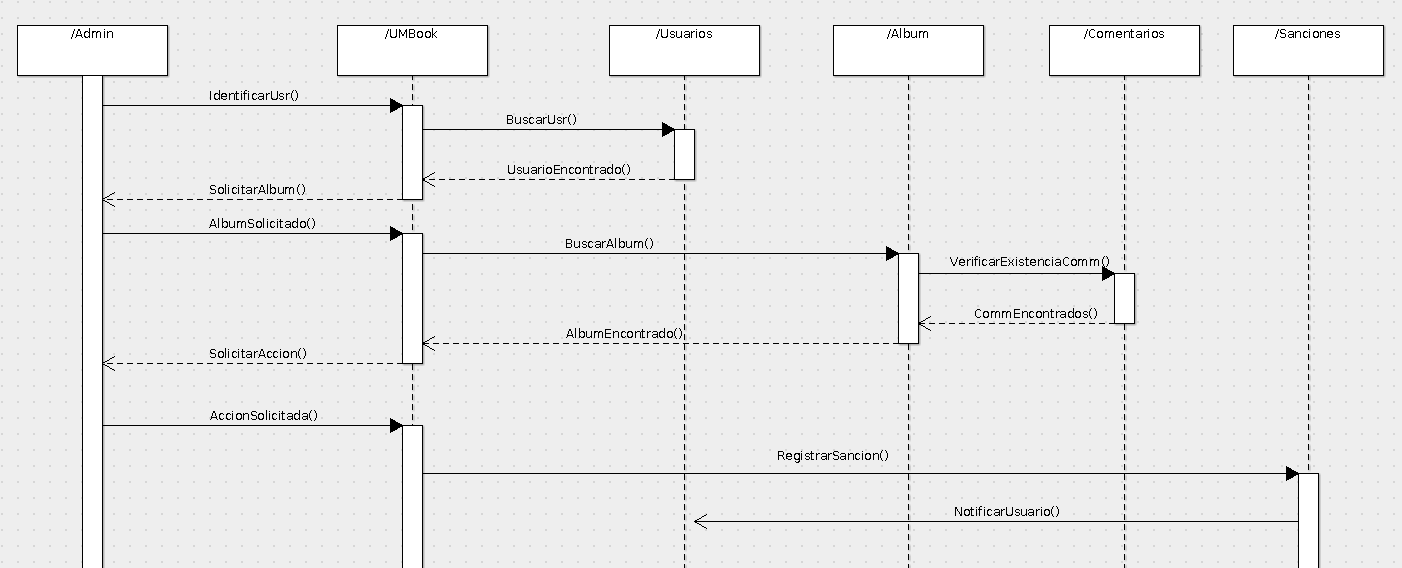 /Admin
/UMBook
/Usuarios
/Album
/Comentarios
/Sanciones
IdentificarUsr()
BuscarUsr()
UsuarioEncontrado()
SolicitarAlbum()
AlbumSolicitado()
BuscarAlbum()
VerificarExistenciaComm()
CommEncontrados()
AlbumEncontrado()
SolicitarAccion()
AccionSolicitada()
RegistrarSancion()
NotificarUsuario()